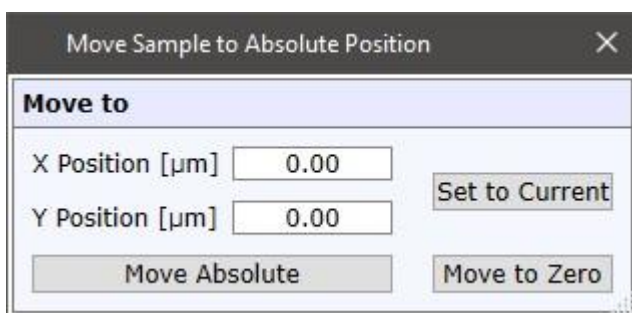 Move Sample to Absolute Position
Move to
X Position [µm] 0.00
Set to Current
Y Position [µm] 0.00
Move Absolute Move to Zero